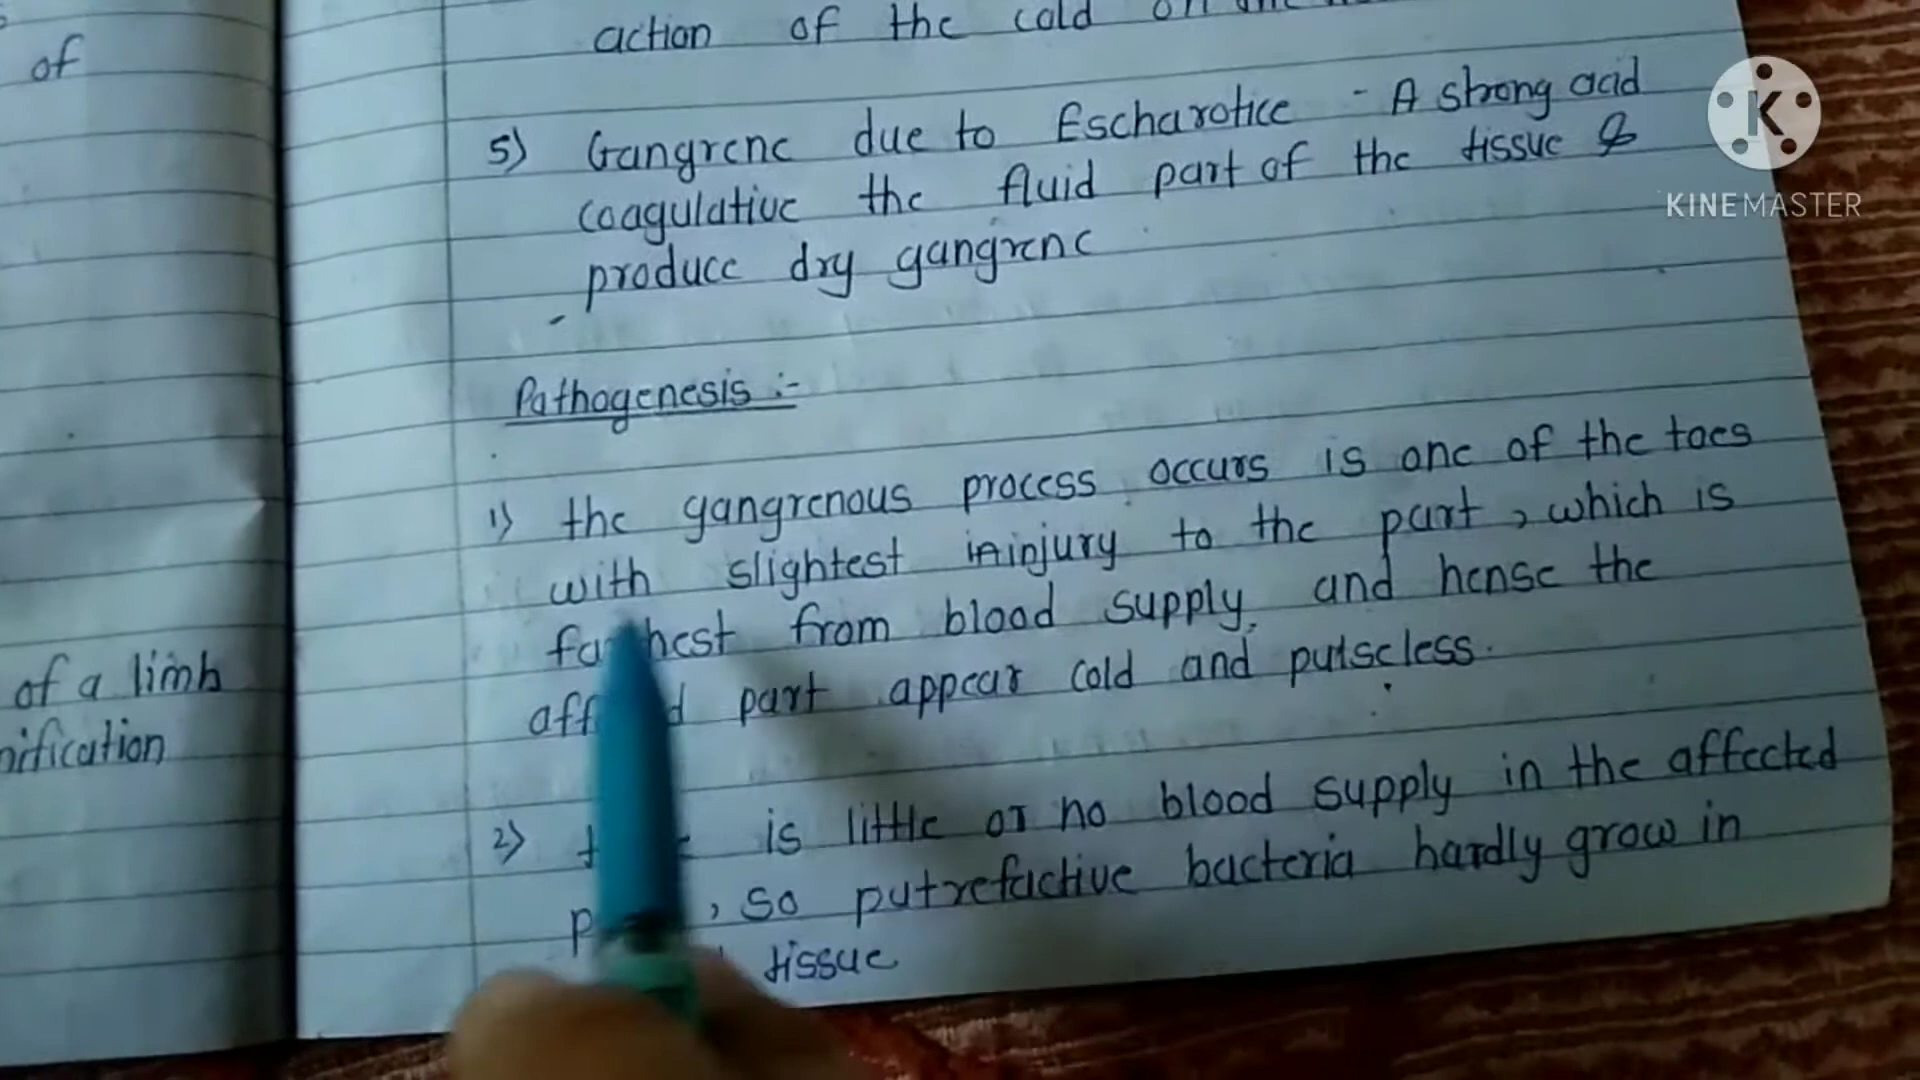 of
of a limb
nification
action of the cold on the
5) Gangrene due to Escharotice - A strong acid
coagulative the fluid part of the tissue &
produce dry gangrene
Pathogenesis :-
1) the gangrenous process occurs is one of the toes
with slightest ininjury to the part, which is
from blood supply, and hense the
part appear cold and pulseless.
2) is little or no blood supply in the affected
, so putrefactive bacteria hardly grow in
tissue
K
KINEMASTER